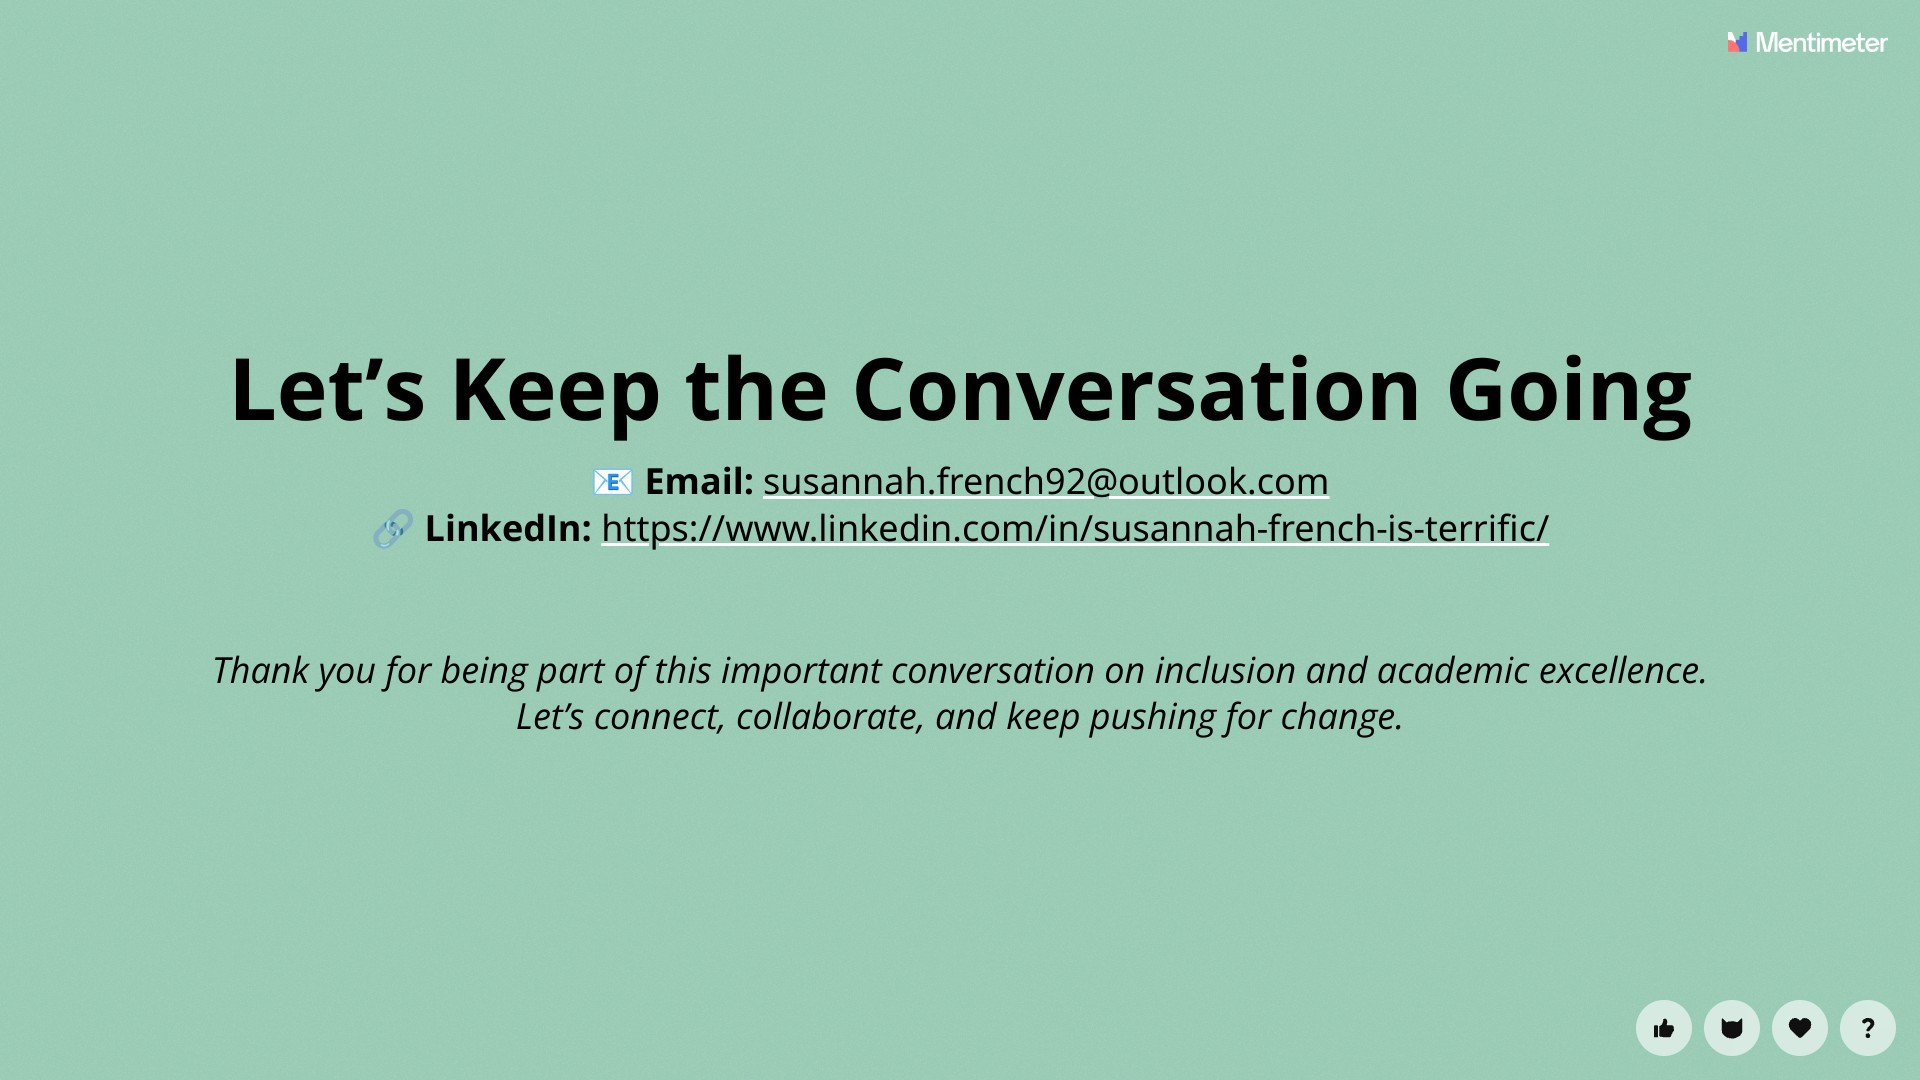 Mentimeter
Let’s Keep the Conversation Going
📧 Email: susannah.french92@outlook.com
🔗 LinkedIn: https://www.linkedin.com/in/susannah-french-is-terrific/
Thank you for being part of this important conversation on inclusion and academic excellence.
Let’s connect, collaborate, and keep pushing for change.
?